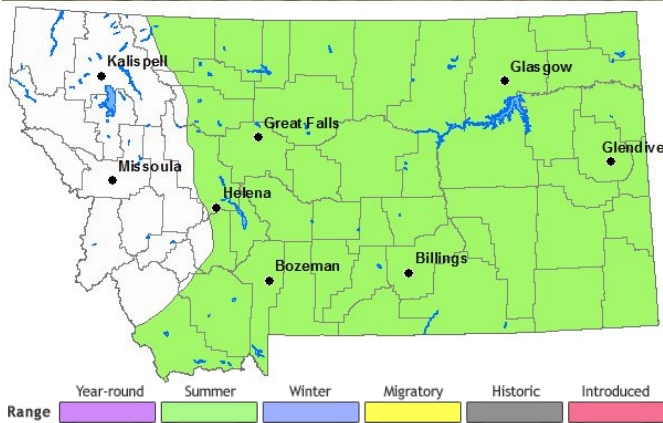 Kalispell
Glasgow
Great Falls
Glendive
Missoula
Helena
Bozeman
Billings
Year-round Summer Winter Migratory Historic Introduced
Range